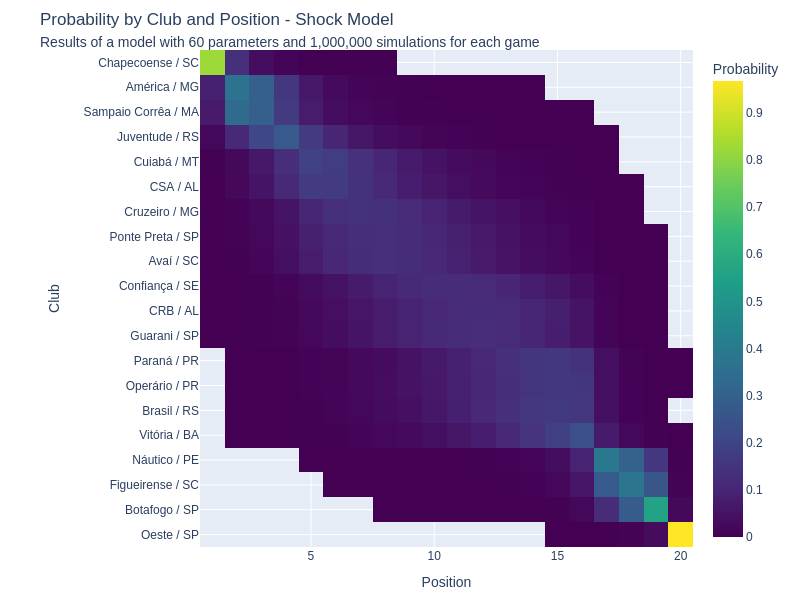 Probability by Club and Position - Shock Model
Results of a model with 60 parameters and 1,000,000 simulations for each game
Probability
Club
Chapecoense / SC
América / MG
Sampaio Corrêa / MA
Juventude / RS
Cuiabá / MT
CSA / AL
Cruzeiro / MG
Ponte Preta / SP
Avaí / SC
Confiança / SE
CRB / AL
Guarani / SP
Paraná / PR
Operário / PR
Brasil / RS
Vitória / BA
Náutico / PE
Figueirense / SC
Botafogo / SP
Oeste / SP
0.9
0.8
0.7
0.6
0.5
0.4
0.3
0.2
0.1
0
5 10 15 20
Position